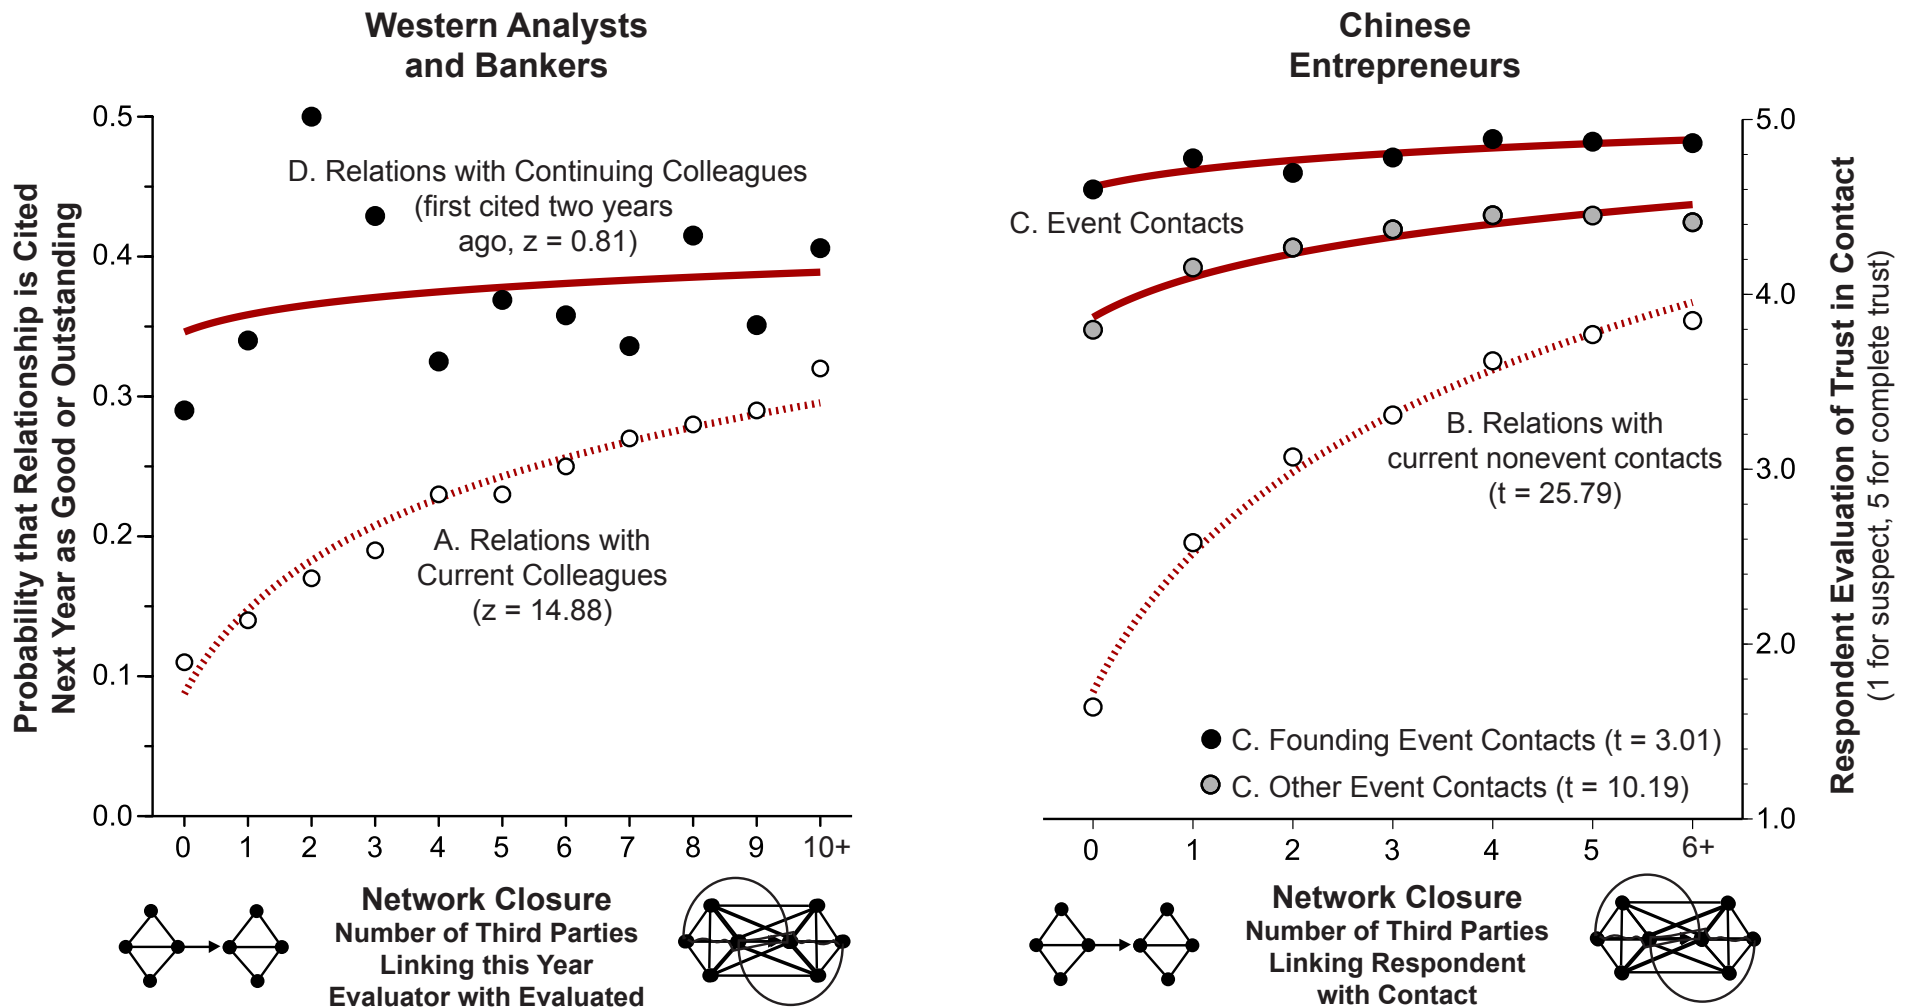 Western Analysts
and Bankers
Probability that Relationship is Cited
Next Year as Good or Outstanding
0.5
0.4
0.3
0.2
0.1
0.0
D. Relations with Continuing Colleagues
(first cited two years
ago, z = 0.81)
A. Relations with
Current Colleagues
(z = 14.88)
0 1 2 3 4 5 6 7 8 9 10+
Network Closure
Number of Third Parties
Linking this Year
Evaluator with Evaluated
Chinese
Entrepreneurs
C. Event Contacts
B. Relations with
current nonevent contacts
(t = 25.79)
C. Founding Event Contacts (t = 3.01)
C. Other Event Contacts (t = 10.19)
5.0
4.0
3.0
2.0
1.0
Respondent Evaluation of Trust in Contact
(1 for suspect, 5 for complete trust)
0 1 2 3 4 5 6+
Network Closure
Number of Third Parties
Linking Respondent
with Contact